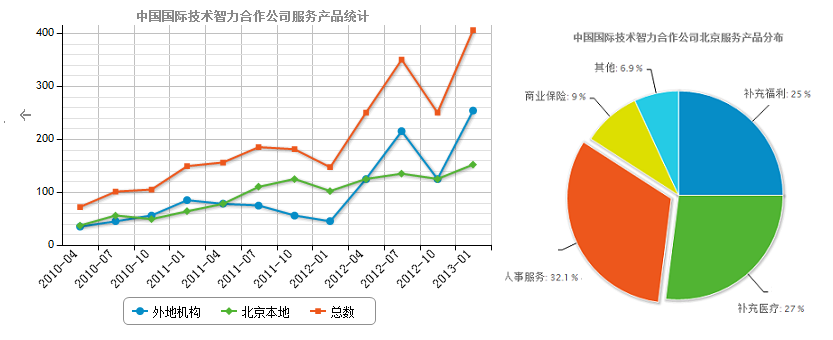 中国国际技术智力合作公司服务产品统计
400
300
200
100
0
个
2010-04
2010-07
2010-10
2011-01
2011-04
2011-07
2011-10
2012-01
2012-04
2012-07
2012-10
2013-01
外地机构
北京本地
总数
中国国际技术智力合作公司北京服务产品分布
其他: 6.9 %
商业保险: 9 %
补充福利: 25 %
人事服务: 32.1 %
补充医疗: 27 %